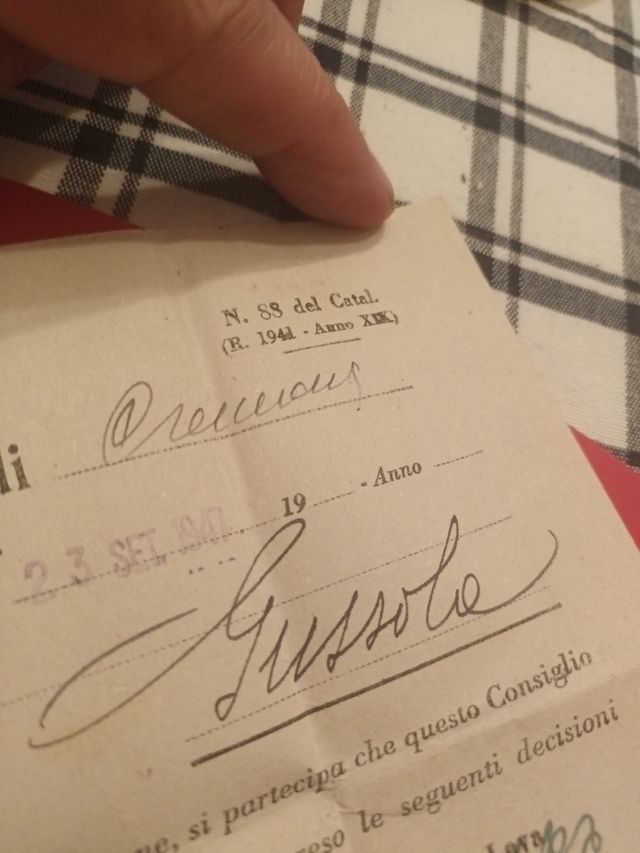 N. 88 del Catal.
(R. 1941 - Anno XIX)
di Cremona
23 SET. 1947 19 - Anno
Gussola
ne, si partecipa che questo Consiglio
eso le seguenti decisioni